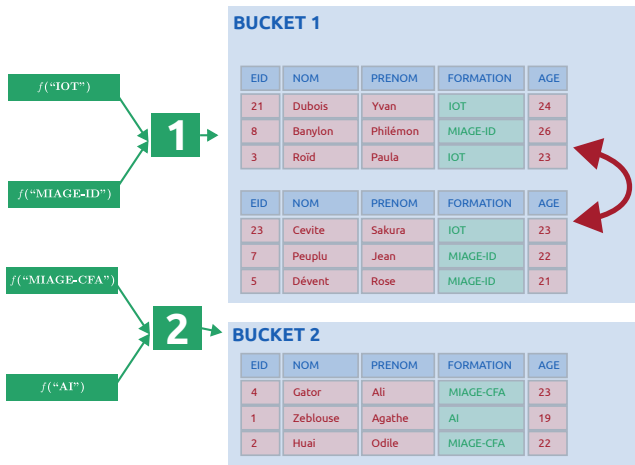 BUCKET 1
EID NOM PRENOM FORMATION AGE
21 Dubois Yvan IOT 24
8 Banylon Philémon MIAGE-ID 26
3 Roïd Paula IOT 23
EID NOM PRENOM FORMATION AGE
23 Cevite Sakura IOT 23
7 Peuplu Jean MIAGE-ID 22
5 Dévent Rose MIAGE-ID 21
f(“IOT”)
1
f(“MIAGE-ID”)
f(“MIAGE-CFA”)
2
f(“AI”)
BUCKET 2
EID NOM PRENOM FORMATION AGE
4 Gator Ali MIAGE-CFA 23
1 Zeblouse Agathe AI 19
2 Huai Odile MIAGE-CFA 22